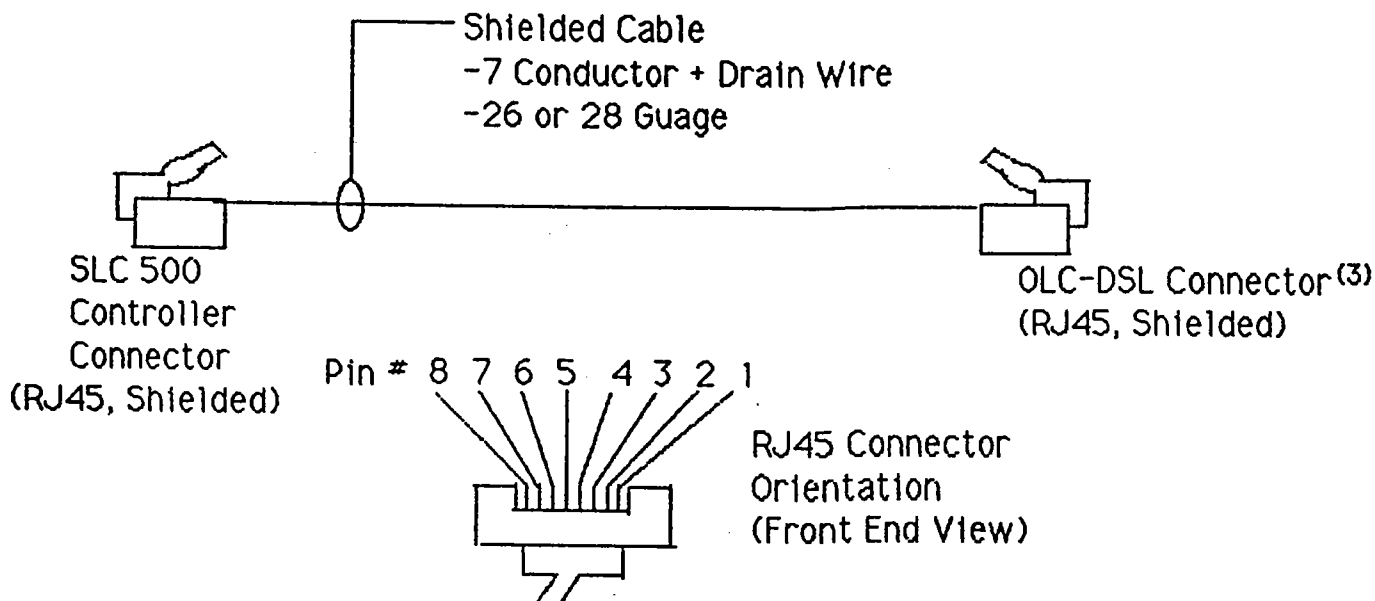 Shielded Cable
-7 Conductor + Drain Wire
-26 or 28 Guage
SLC 500
Controller
Connector
(RJ45, Shielded)
OLC-DSL Connector(3)
(RJ45, Shielded)
Pin # 8 7 6 5 4 3 2 1
RJ45 Connector
Orientation
(Front End View)